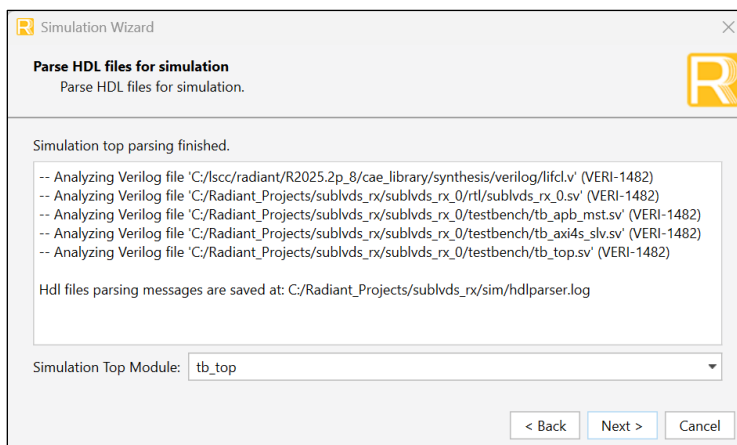 Simulation Wizard
Parse HDL files for simulation
Parse HDL files for simulation.
R
Simulation top parsing finished.
-- Analyzing Verilog file 'C:/lscc/radiant/R2025.2p_8/cae_library/synthesis/verilog/lifcl.v' (VERI-1482)
-- Analyzing Verilog file 'C:/Radiant_Projects/sublvds_rx/sublvds_rx_0/rtl/sublvds_rx_0.sv' (VERI-1482)
-- Analyzing Verilog file 'C:/Radiant_Projects/sublvds_rx/sublvds_rx_0/testbench/tb_apb_mst.sv' (VERI-1482)
-- Analyzing Verilog file 'C:/Radiant_Projects/sublvds_rx/sublvds_rx_0/testbench/tb_axi4s_slv.sv' (VERI-1482)
-- Analyzing Verilog file 'C:/Radiant_Projects/sublvds_rx/sublvds_rx_0/testbench/tb_top.sv' (VERI-1482)
Hdl files parsing messages are saved at: C:/Radiant_Projects/sublvds_rx/sim/hdlparser.log
Simulation Top Module: tb_top
< Back Next > Cancel